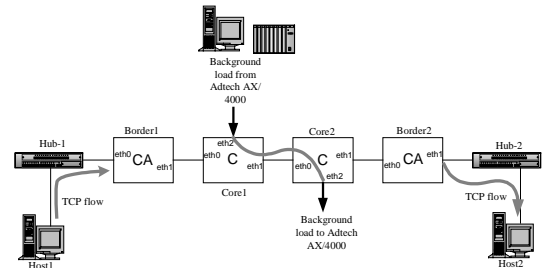 Background
load from
Adtech AX/
4000
Hub-1
Border1
eth0
CA
eth1
eth2
eth0
C
eth1
Core1
Core2
eth0
C
eth1
eth2
Border2
eth0
CA
eth1
Hub-2
TCP flow
TCP flow
Host1
Background
load to Adtech
AX/4000
Host2